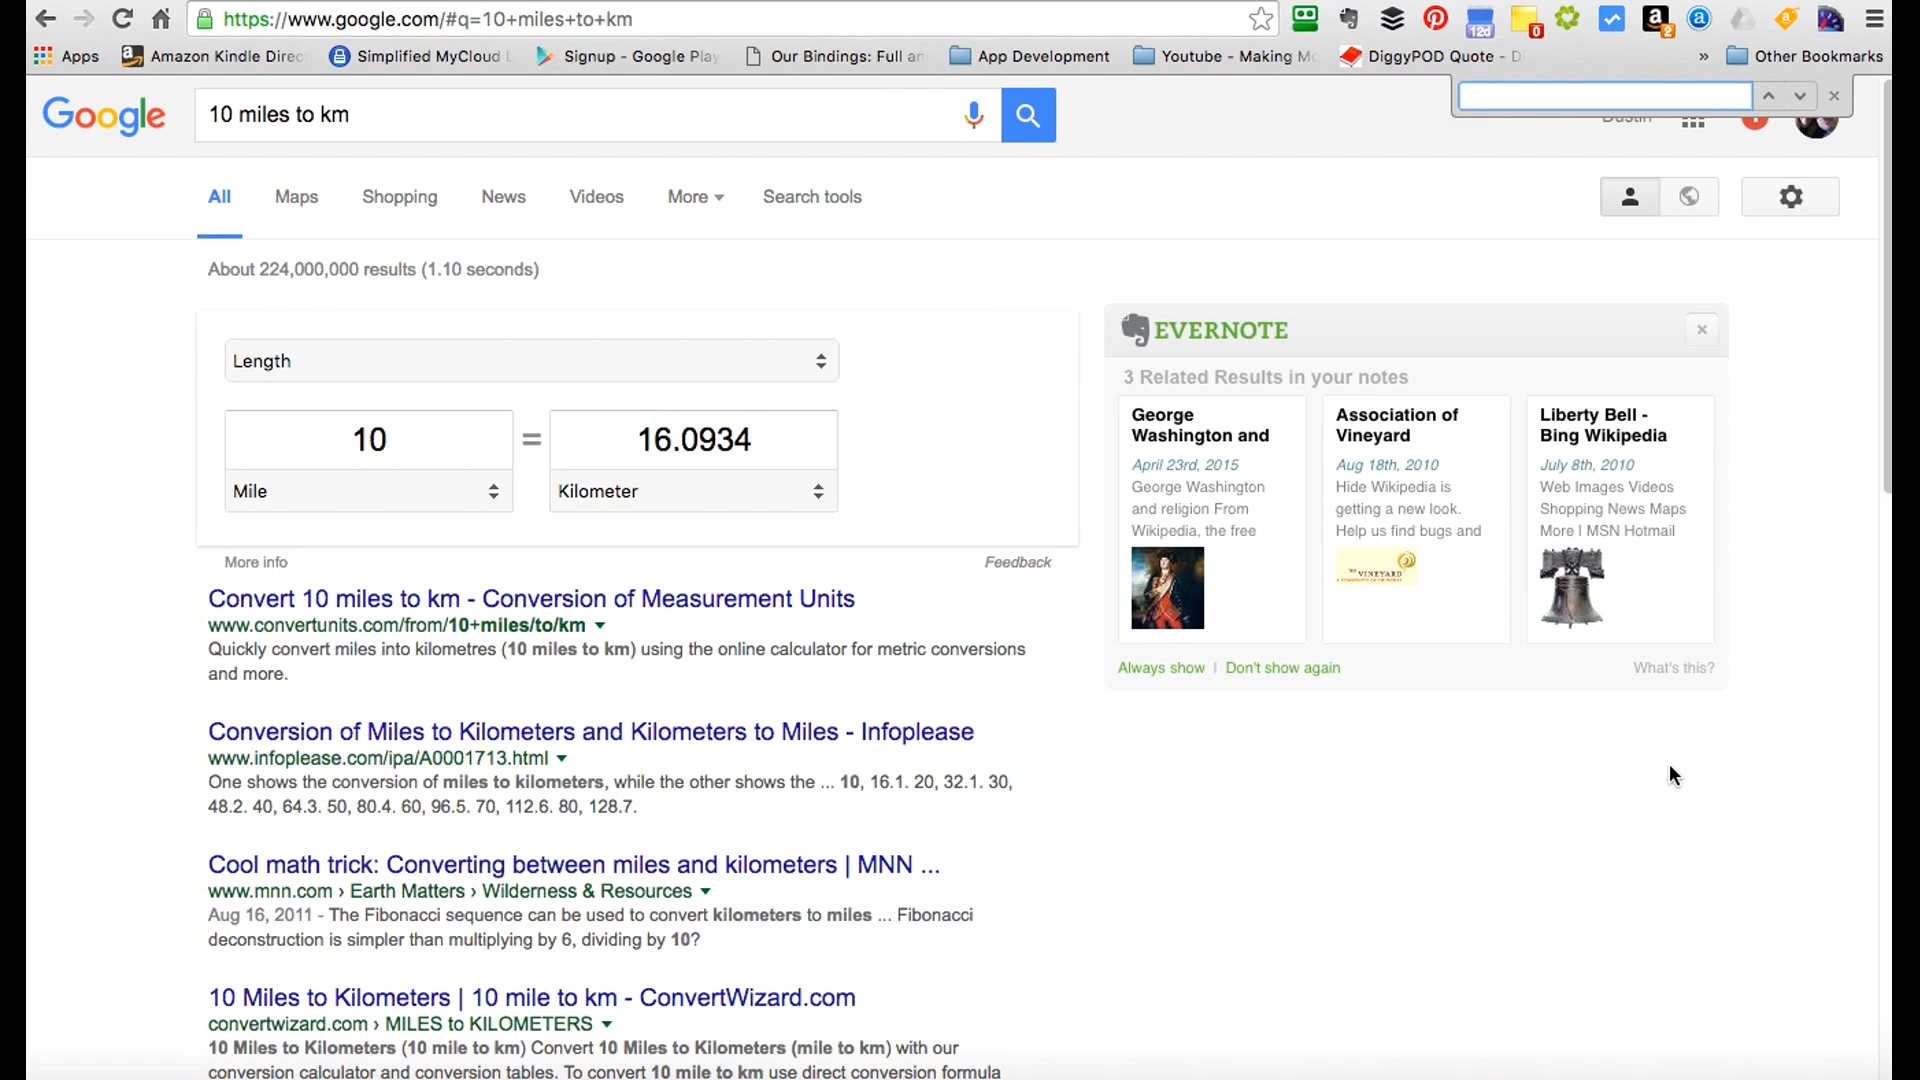 https://www.google.com/#q=10+miles+to+km
12d
0
2
Apps
Amazon Kindle Direc
Simplified MyCloud
Signup - Google Play
Our Bindings: Full an
App Development
Youtube - Making Mo
DiggyPOD Quote - D
»
Other Bookmarks
Google
10 miles to km
Dustin
All
Maps
Shopping
News
Videos
More
Search tools
About 224,000,000 results (1.10 seconds)
Length
10
=
16.0934
Mile
Kilometer
More info
Feedback
Convert 10 miles to km - Conversion of Measurement Units
www.convertunits.com/from/10+miles/to/km
Quickly convert miles into kilometres (10 miles to km) using the online calculator for metric conversions
and more.
Conversion of Miles to Kilometers and Kilometers to Miles - Infoplease
www.infoplease.com/ipa/A0001713.html
One shows the conversion of miles to kilometers, while the other shows the ... 10, 16.1. 20, 32.1. 30,
48.2. 40, 64.3. 50, 80.4. 60, 96.5. 70, 112.6. 80, 128.7.
Cool math trick: Converting between miles and kilometers | MNN ...
www.mnn.com › Earth Matters › Wilderness & Resources
Aug 16, 2011 - The Fibonacci sequence can be used to convert kilometers to miles ... Fibonacci
deconstruction is simpler than multiplying by 6, dividing by 10?
10 Miles to Kilometers | 10 mile to km - ConvertWizard.com
convertwizard.com › MILES to KILOMETERS
10 Miles to Kilometers (10 mile to km) Convert 10 Miles to Kilometers (mile to km) with our
conversion calculator and conversion tables. To convert 10 mile to km use direct conversion formula
EVERNOTE
3 Related Results in your notes
George
Washington and
April 23rd, 2015
George Washington
and religion From
Wikipedia, the free
Association of
Vineyard
Aug 18th, 2010
Hide Wikipedia is
getting a new look.
Help us find bugs and
THE VINEYARD
Liberty Bell -
Bing Wikipedia
July 8th, 2010
Web Images Videos
Shopping News Maps
More | MSN Hotmail
Always show | Don't show again
What's this?